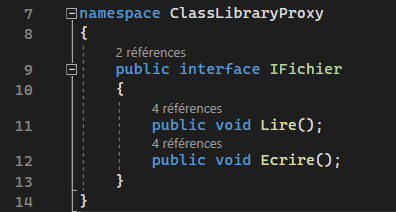 7 namespace ClassLibraryProxy
8 {
2 références
9 public interface IFichier
10 {
4 références
11 public void Lire();
4 références
12 public void Ecrire();
13 }
14 }